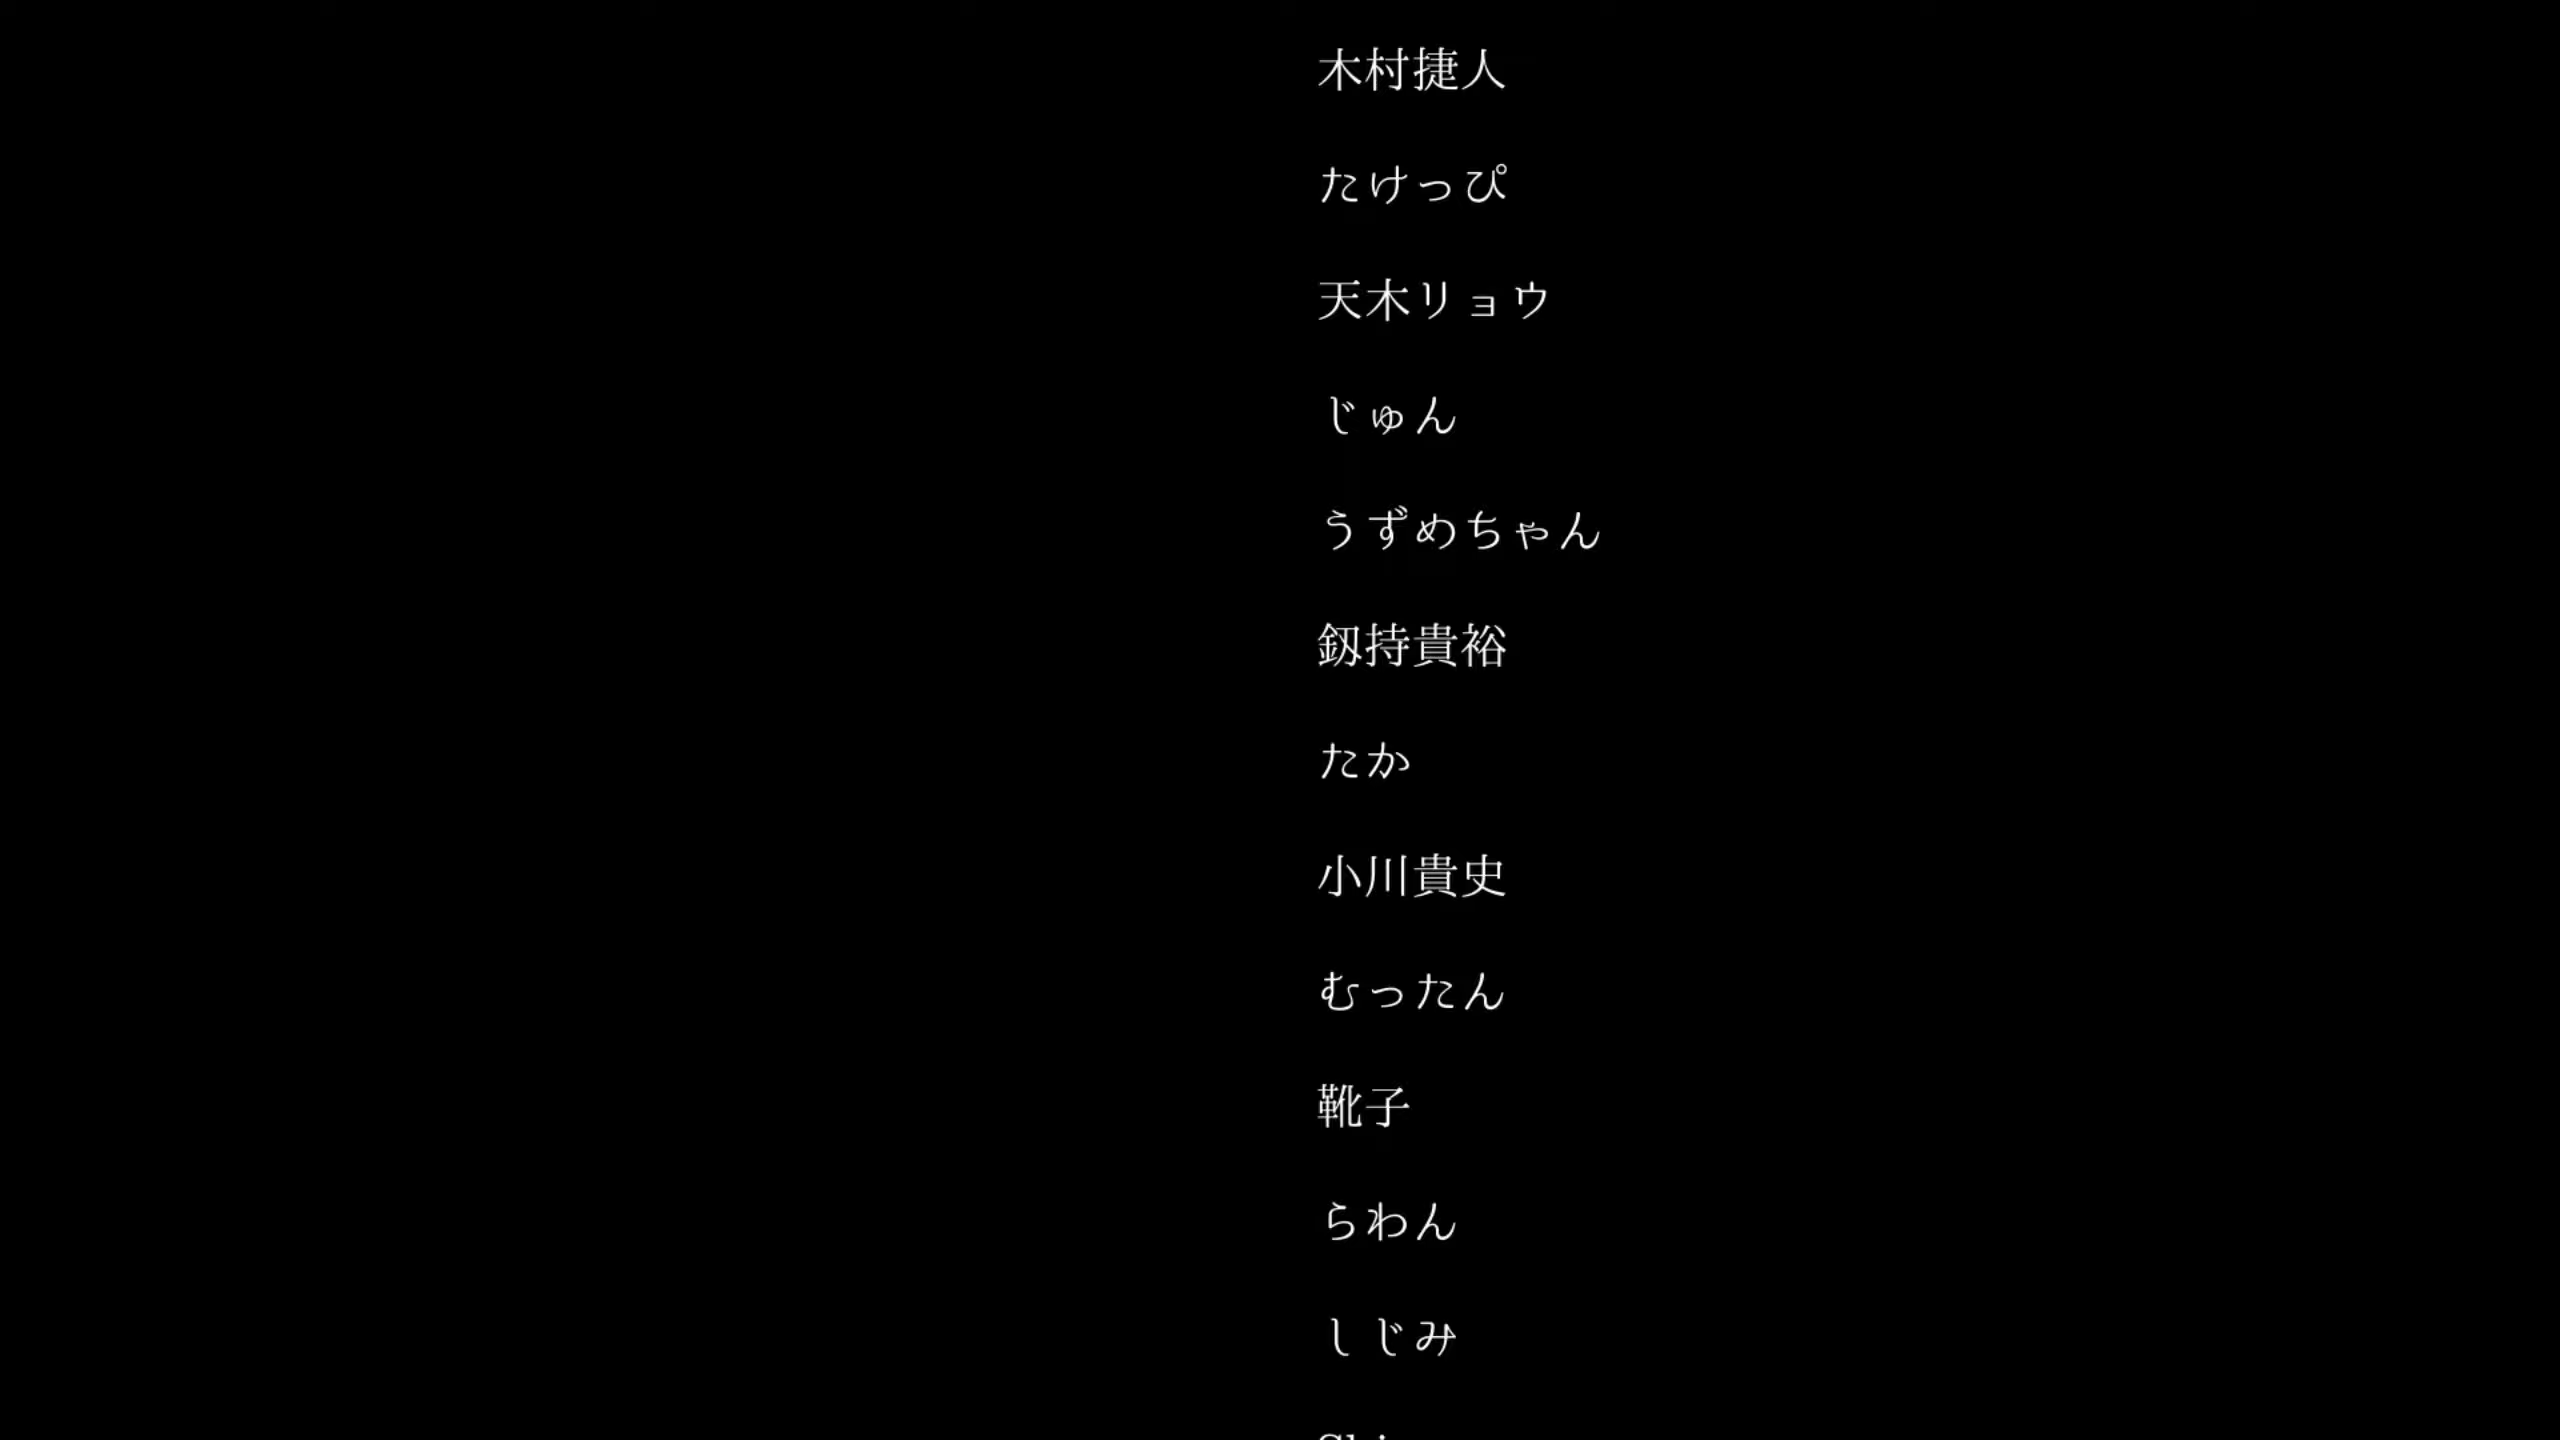 木村捷人
たけっぴ
天木リョウ
じゅん
うずめちゃん
釼持貴裕
たか
小川貴史
むったん
靴子
らわん
しじみ